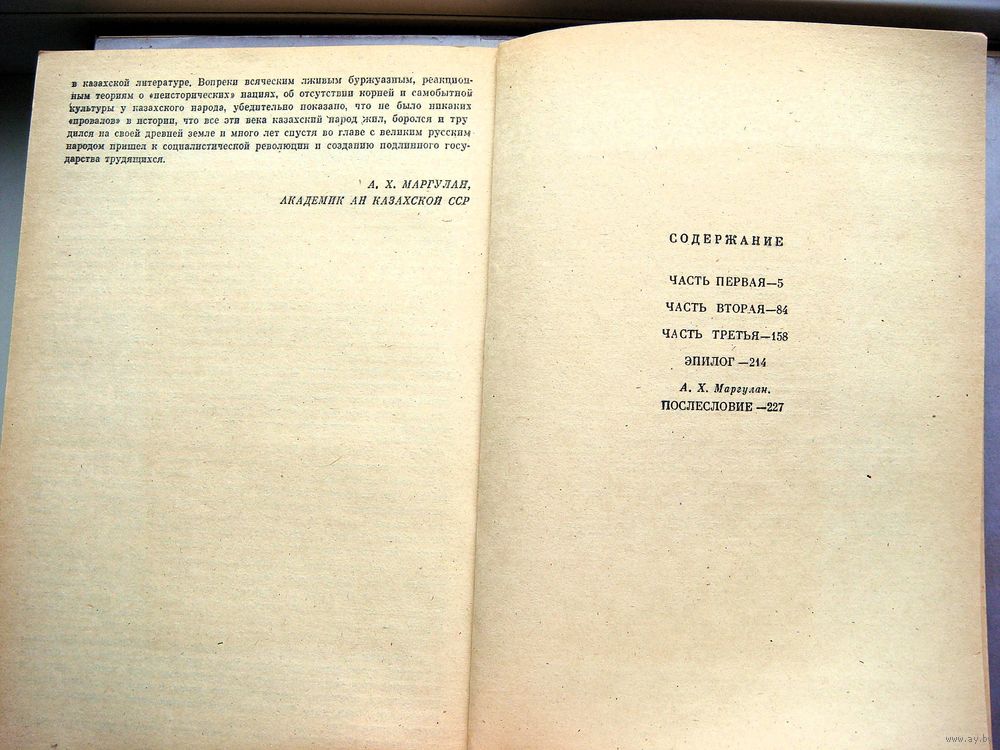 в казахской литературе. Вопреки всяческим лживым буржуазным, реакцион-
ным теориям о «неисторических» нациях, об отсутствии корней и самобытной
культуры у казахского народа, убедительно показано, что не было никаких
«провалов» в истории, что все эти века казахский народ жил, боролся и тру
дился на своей древней земле и много лет спустя во главе с великим русским
народом пришел к социалистической революции и созданию подлинного госу-
дарства трудящихся.
А. Х. МАРГУЛАН,
АКАДЕМИК АН КАЗАХСКОЙ ССР
СОДЕРЖАНИЕ
ЧАСТЬ ПЕРВАЯ—5
ЧАСТЬ ВТОРАЯ—84
ЧАСТЬ ТРЕТЬЯ—158
ЭПИЛОГ—214
А. Х. Маргулан.
ПОСЛЕСЛОВИЕ—227
www.ay.by